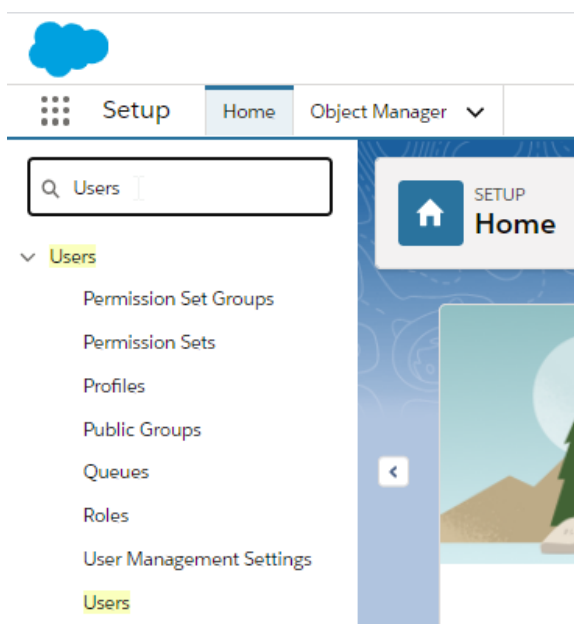 Setup Home Object Manager
Users
SETUP
Home
Users
Permission Set Groups
Permission Sets
Profiles
Public Groups
Queues
Roles
User Management Settings
Users